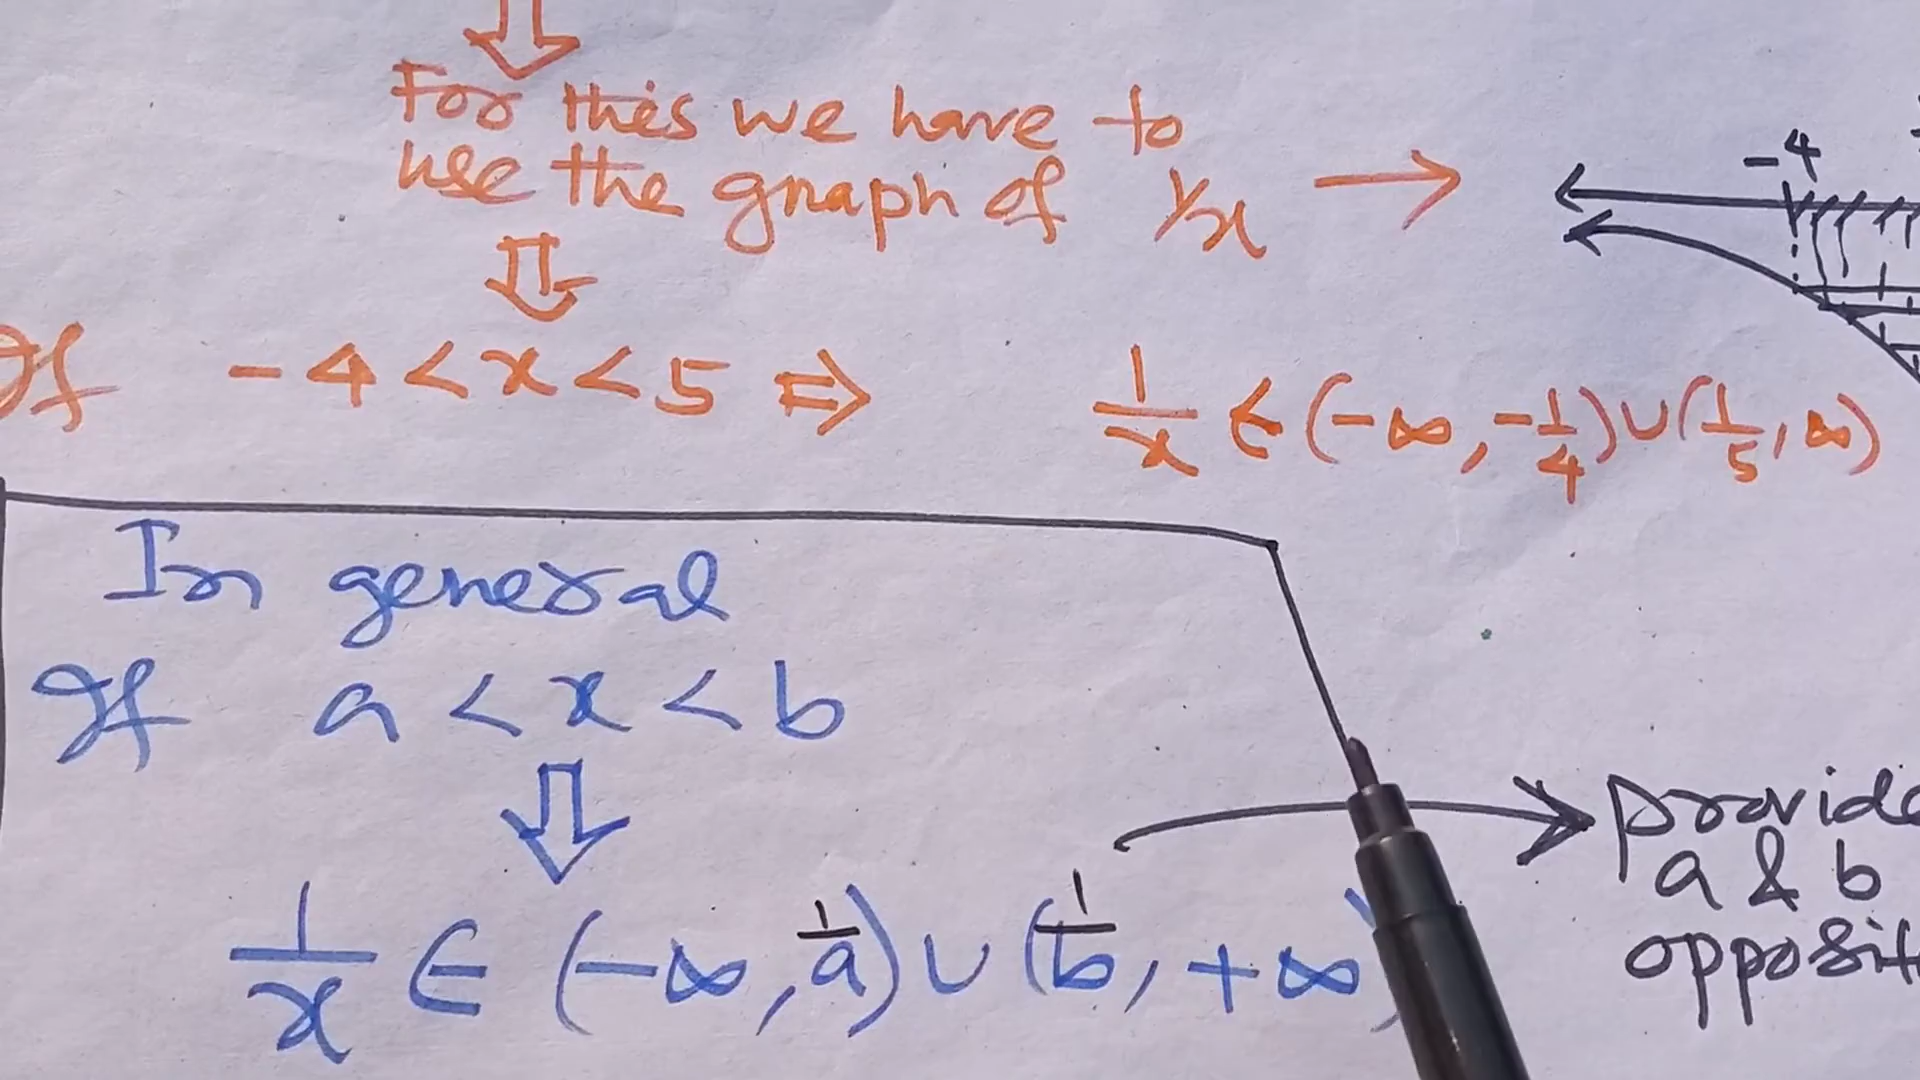 For this we have to
use the graph of 1/x →
-4
If -4 < x < 5 ⇒ 1/x ∈ (-∞, -1/4) ∪ (1/5, ∞)
In general
If a < x < b
1/x ∈ (-∞, 1/a) ∪ (1/b, +∞)
provide
a & b
opposite